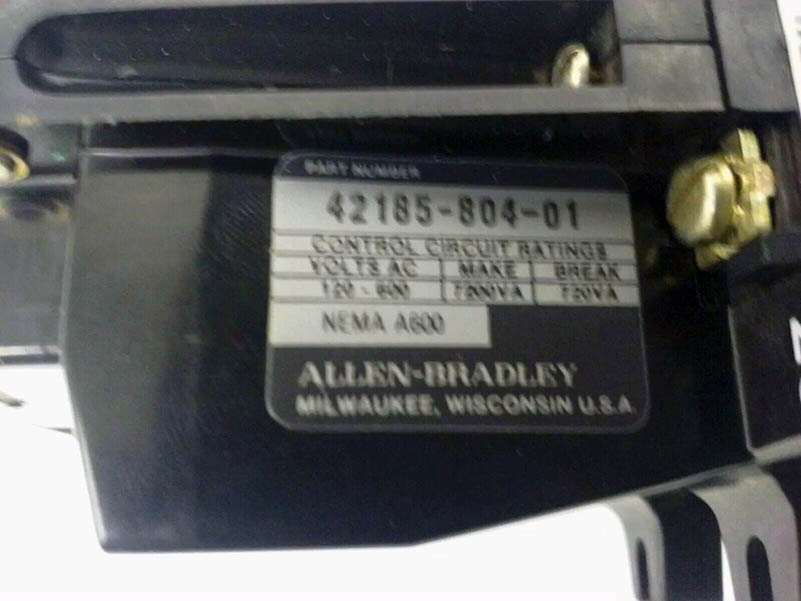 PART NUMBER
42185-804-01
CONTROL CIRCUIT RATINGS
VOLTS AC MAKE BREAK
120 - 600 7200VA 720VA
NEMA A600
ALLEN-BRADLEY
MILWAUKEE, WISCONSIN U.S.A.